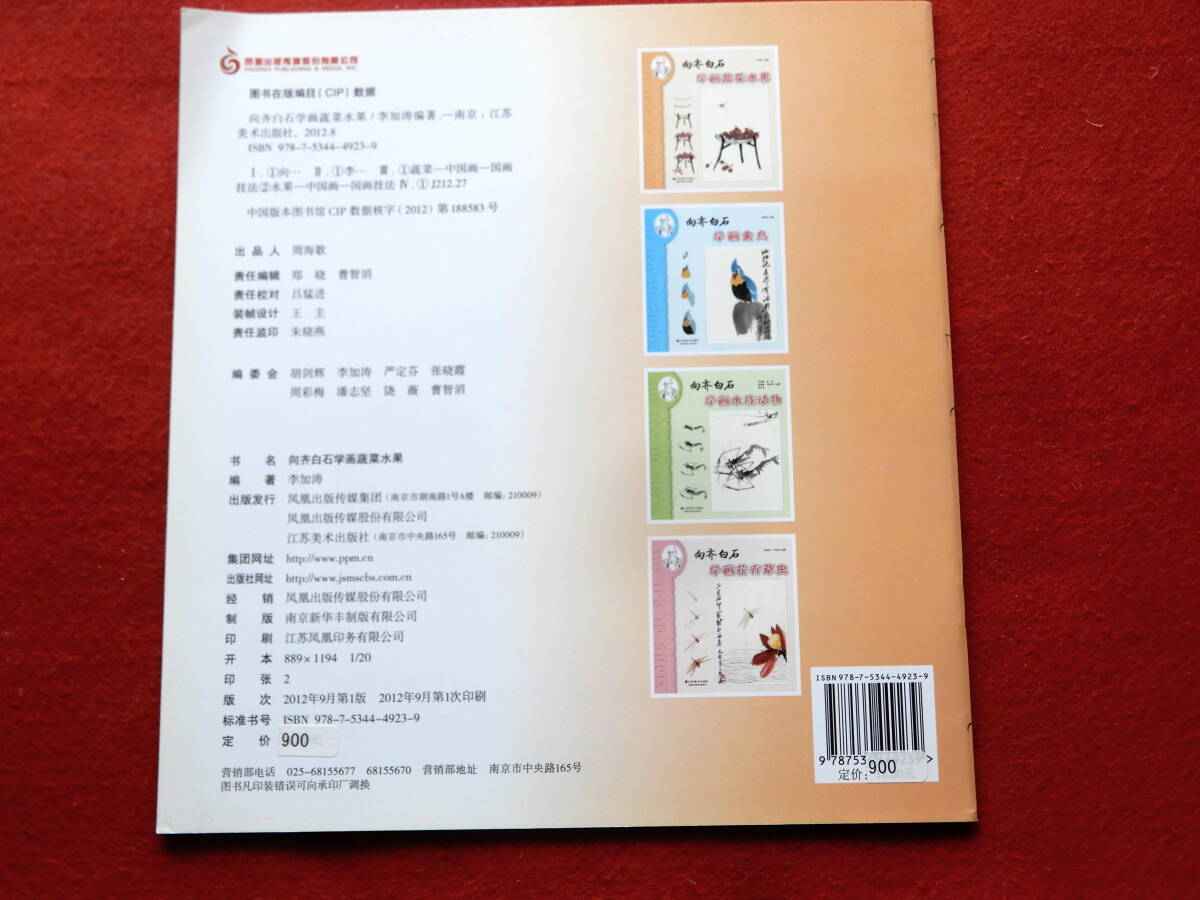 凤凰出版传媒股份有限公司
PHOENIX PUBLISHING & MEDIA, INC.
图书在版编目(CIP)数据
向齐白石学画蔬菜水果/李加涛编著.—南京:江苏
美术出版社,2012.8
ISBN 978-7-5344-4923-9
Ⅰ.①向… Ⅱ.①李… Ⅲ.①蔬菜—中国画—国画
技法②水果—中国画—国画技法 Ⅳ.①J212.27
中国版本图书馆CIP数据核字(2012)第188583号
出品人 周海歌
责任编辑 郑晓 曹智滔
责任校对 吕猛进
装帧设计 王主
责任监印 朱晓燕
编委会 胡剑辉 李加涛 严定芬 张晓霞
周彩梅 潘志坚 饶薇 曹智滔
书名 向齐白石学画蔬菜水果
编著 李加涛
出版发行 凤凰出版传媒集团(南京市湖南路1号A楼 邮编:210009)
凤凰出版传媒股份有限公司
江苏美术出版社(南京市中央路165号 邮编:210009)
集团网址 http://www.ppm.cn
出版社网址 http://www.jsmscbs.com.cn
经销 凤凰出版传媒股份有限公司
制版 南京新华丰制版有限公司
印刷 江苏凤凰印务有限公司
开本 889×1194 1/20
印张 2
版次 2012年9月第1版 2012年9月第1次印刷
标准书号 ISBN 978-7-5344-4923-9
定价 900元
营销部电话 025-68155677 68155670 营销部地址 南京市中央路165号
图书凡印装错误可向承印厂调换
向齐白石
学画蔬菜水果
向齐白石
学画禽鸟
向齐白石
学画水族动物
向齐白石
学画花卉草虫
ISBN 978-7-5344-4923-9
9 78753 9239>
定价: 900元